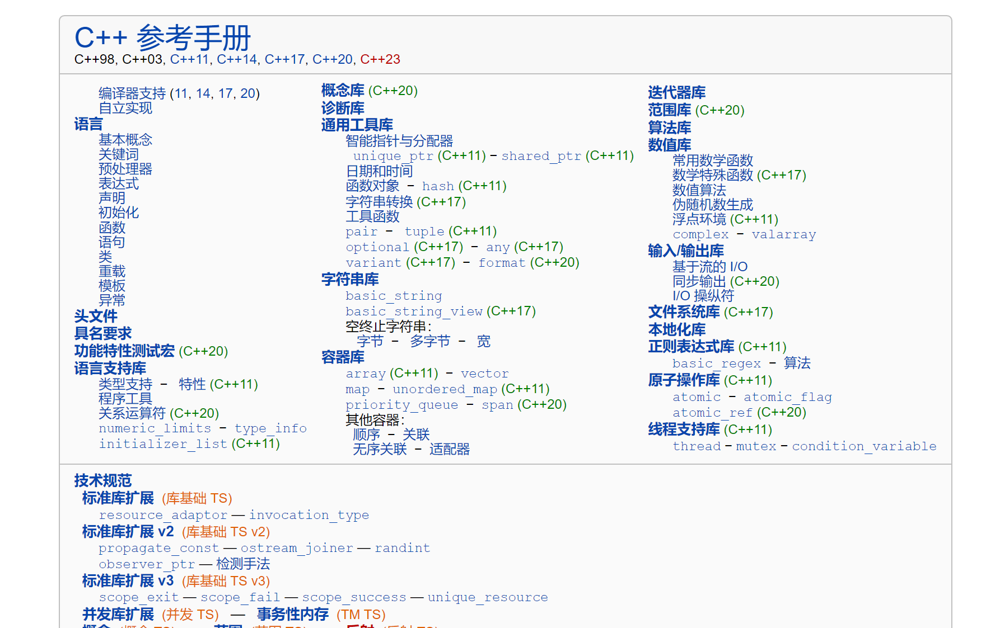 C++ 参考手册
C++98, C++03, C++11, C++14, C++17, C++20, C++23
编译器支持 (11, 14, 17, 20)
自立实现
语言
基本概念
关键词
预处理器
表达式
声明
初始化
函数
语句
类
重载
模板
异常
头文件
具名要求
功能特性测试宏 (C++20)
语言支持库
类型支持 − 特性 (C++11)
程序工具
关系运算符 (C++20)
numeric_limits − type_info
initializer_list (C++11)
概念库 (C++20)
诊断库
通用工具库
智能指针与分配器
unique_ptr (C++11) − shared_ptr (C++11)
日期和时间
函数对象 − hash (C++11)
字符串转换 (C++17)
工具函数
pair − tuple (C++11)
optional (C++17) − any (C++17)
variant (C++17) − format (C++20)
字符串库
basic_string
basic_string_view (C++17)
空终止字符串：
字节 − 多字节 − 宽
容器库
array (C++11) − vector
map − unordered_map (C++11)
priority_queue − span (C++20)
其他容器：
顺序 − 关联
无序关联 − 适配器
迭代器库
范围库 (C++20)
算法库
数值库
常用数学函数
数学特殊函数 (C++17)
数值算法
伪随机数生成
浮点环境 (C++11)
complex − valarray
输入/输出库
基于流的 I/O
同步输出 (C++20)
I/O 操纵符
文件系统库 (C++17)
本地化库
正则表达式库 (C++11)
basic_regex − 算法
原子操作库 (C++11)
atomic − atomic_flag
atomic_ref (C++20)
线程支持库 (C++11)
thread − mutex − condition_variable
技术规范
标准库扩展 (库基础 TS)
resource_adaptor — invocation_type
标准库扩展 v2 (库基础 TS v2)
propagate_const — ostream_joiner — randint
observer_ptr — 检测手法
标准库扩展 v3 (库基础 TS v3)
scope_exit — scope_fail — scope_success — unique_resource
并发库扩展 (并发 TS) — 事务性内存 (TM TS)